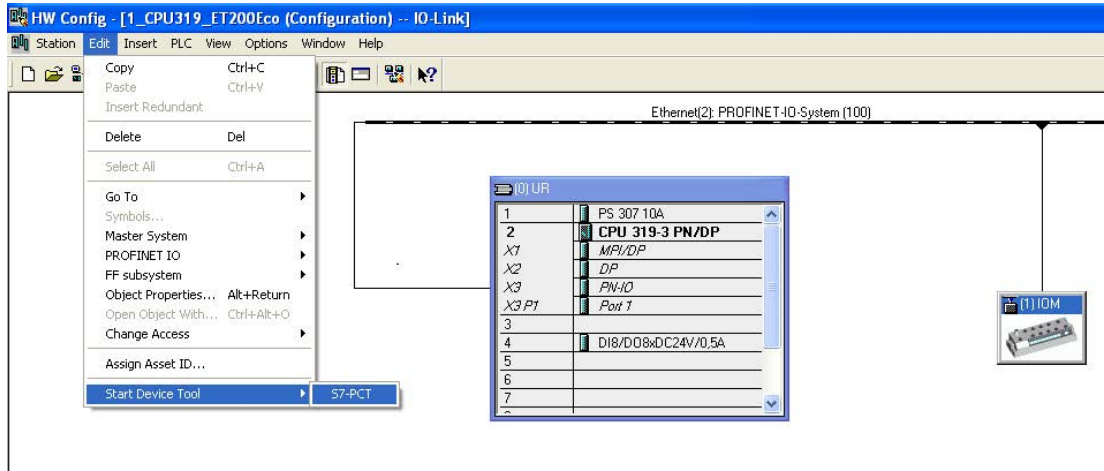 HW Config - [1_CPU319_ET200Eco (Configuration) -- IO-Link]
Station Edit Insert PLC View Options Window Help
Copy Ctrl+C
Paste Ctrl+V
Insert Redundant
Delete Del
Select All Ctrl+A
Go To
Symbols...
Master System
PROFINET IO
FF subsystem
Object Properties... Alt+Return
Open Object With... Ctrl+Alt+O
Change Access
Assign Asset ID...
Start Device Tool
S7-PCT
Ethernet(2): PROFINET-IO-System (100)
(0) UR
1 PS 307 10A
2 CPU 319-3 PN/DP
X1 MPI/DP
X2 DP
X3 PN-IO
X3 P1 Port 1
3
4 DI8/DO8xDC24V/0,5A
5
6
7
(1) IOM